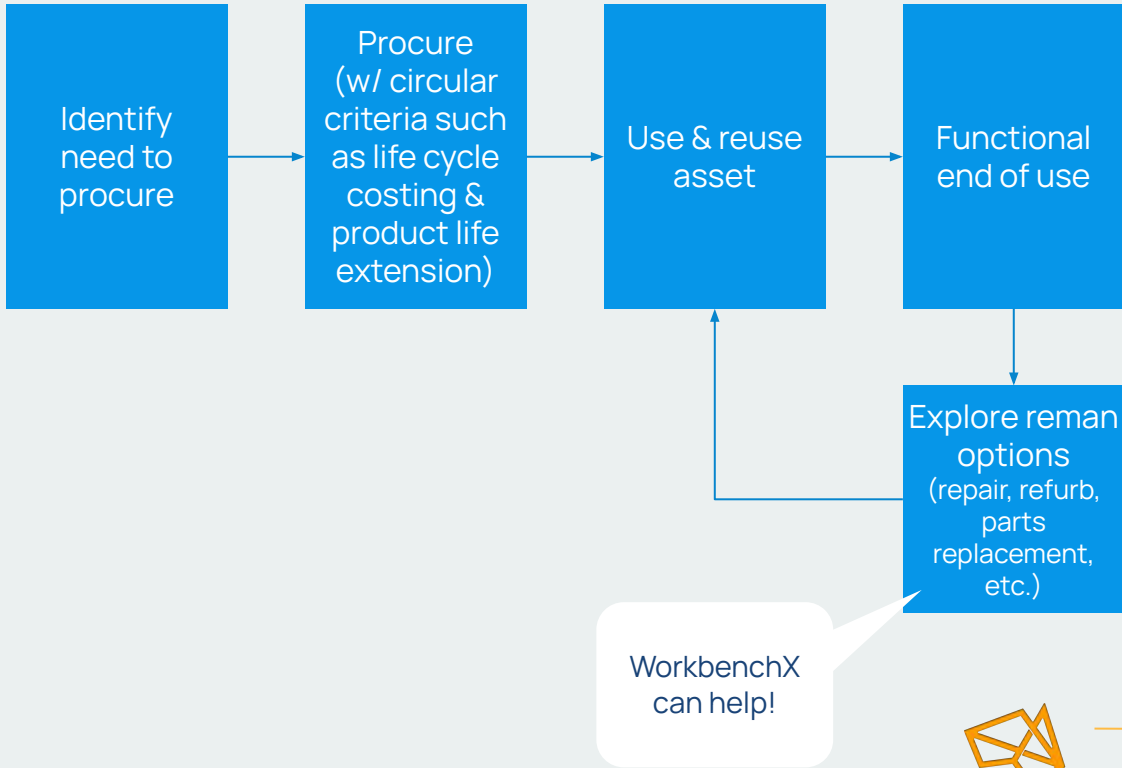 Identify
need to
procure
Procure
(w/ circular
criteria such
as life cycle
costing &
product life
extension)
Use & reuse
asset
Functional
end of use
Explore reman
options
(repair, refurb,
parts
replacement,
etc.)
WorkbenchX
can help!